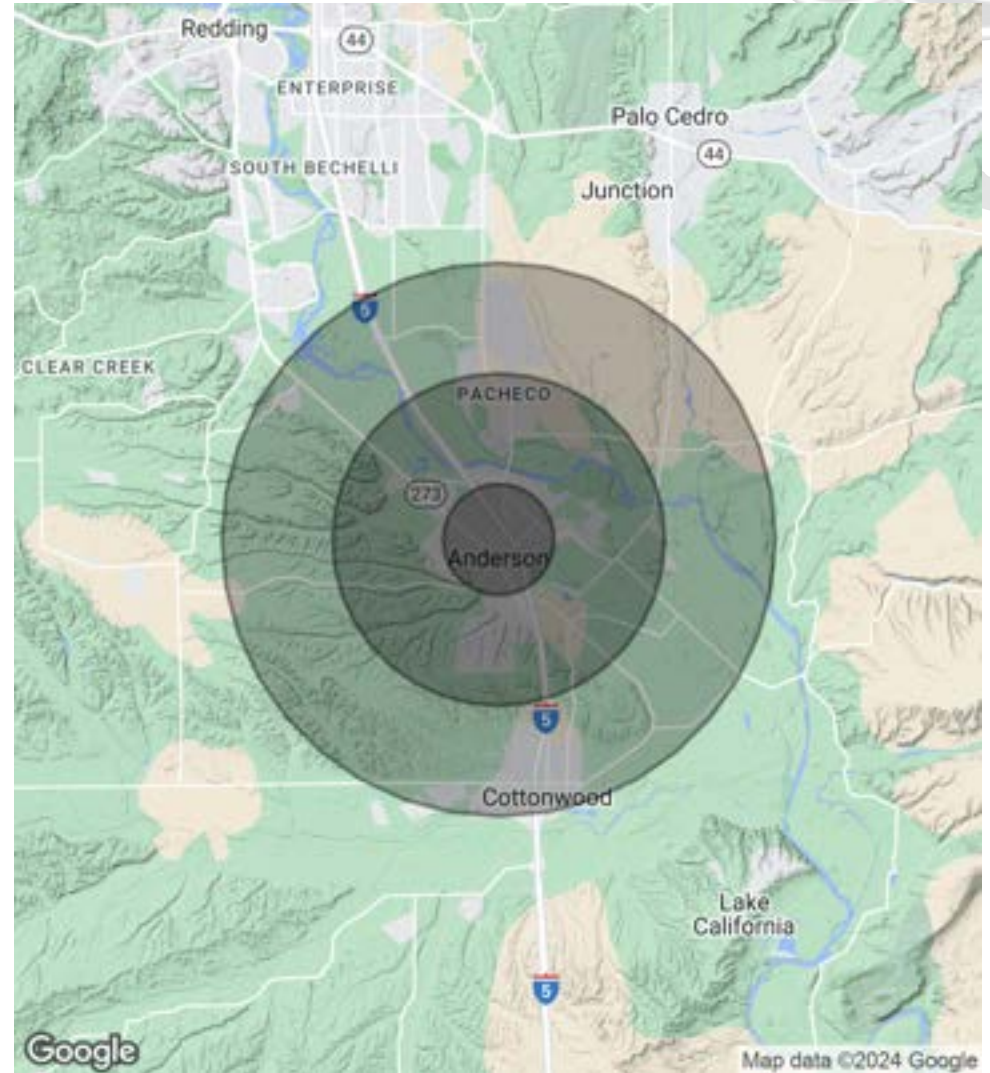 Redding
44
ENTERPRISE
Palo Cedro
44
SOUTH BECHELLI
Junction
5
CLEAR CREEK
PACHECO
273
Anderson
5
Cottonwood
Lake
California
5
Google
Map data ©2024 Google